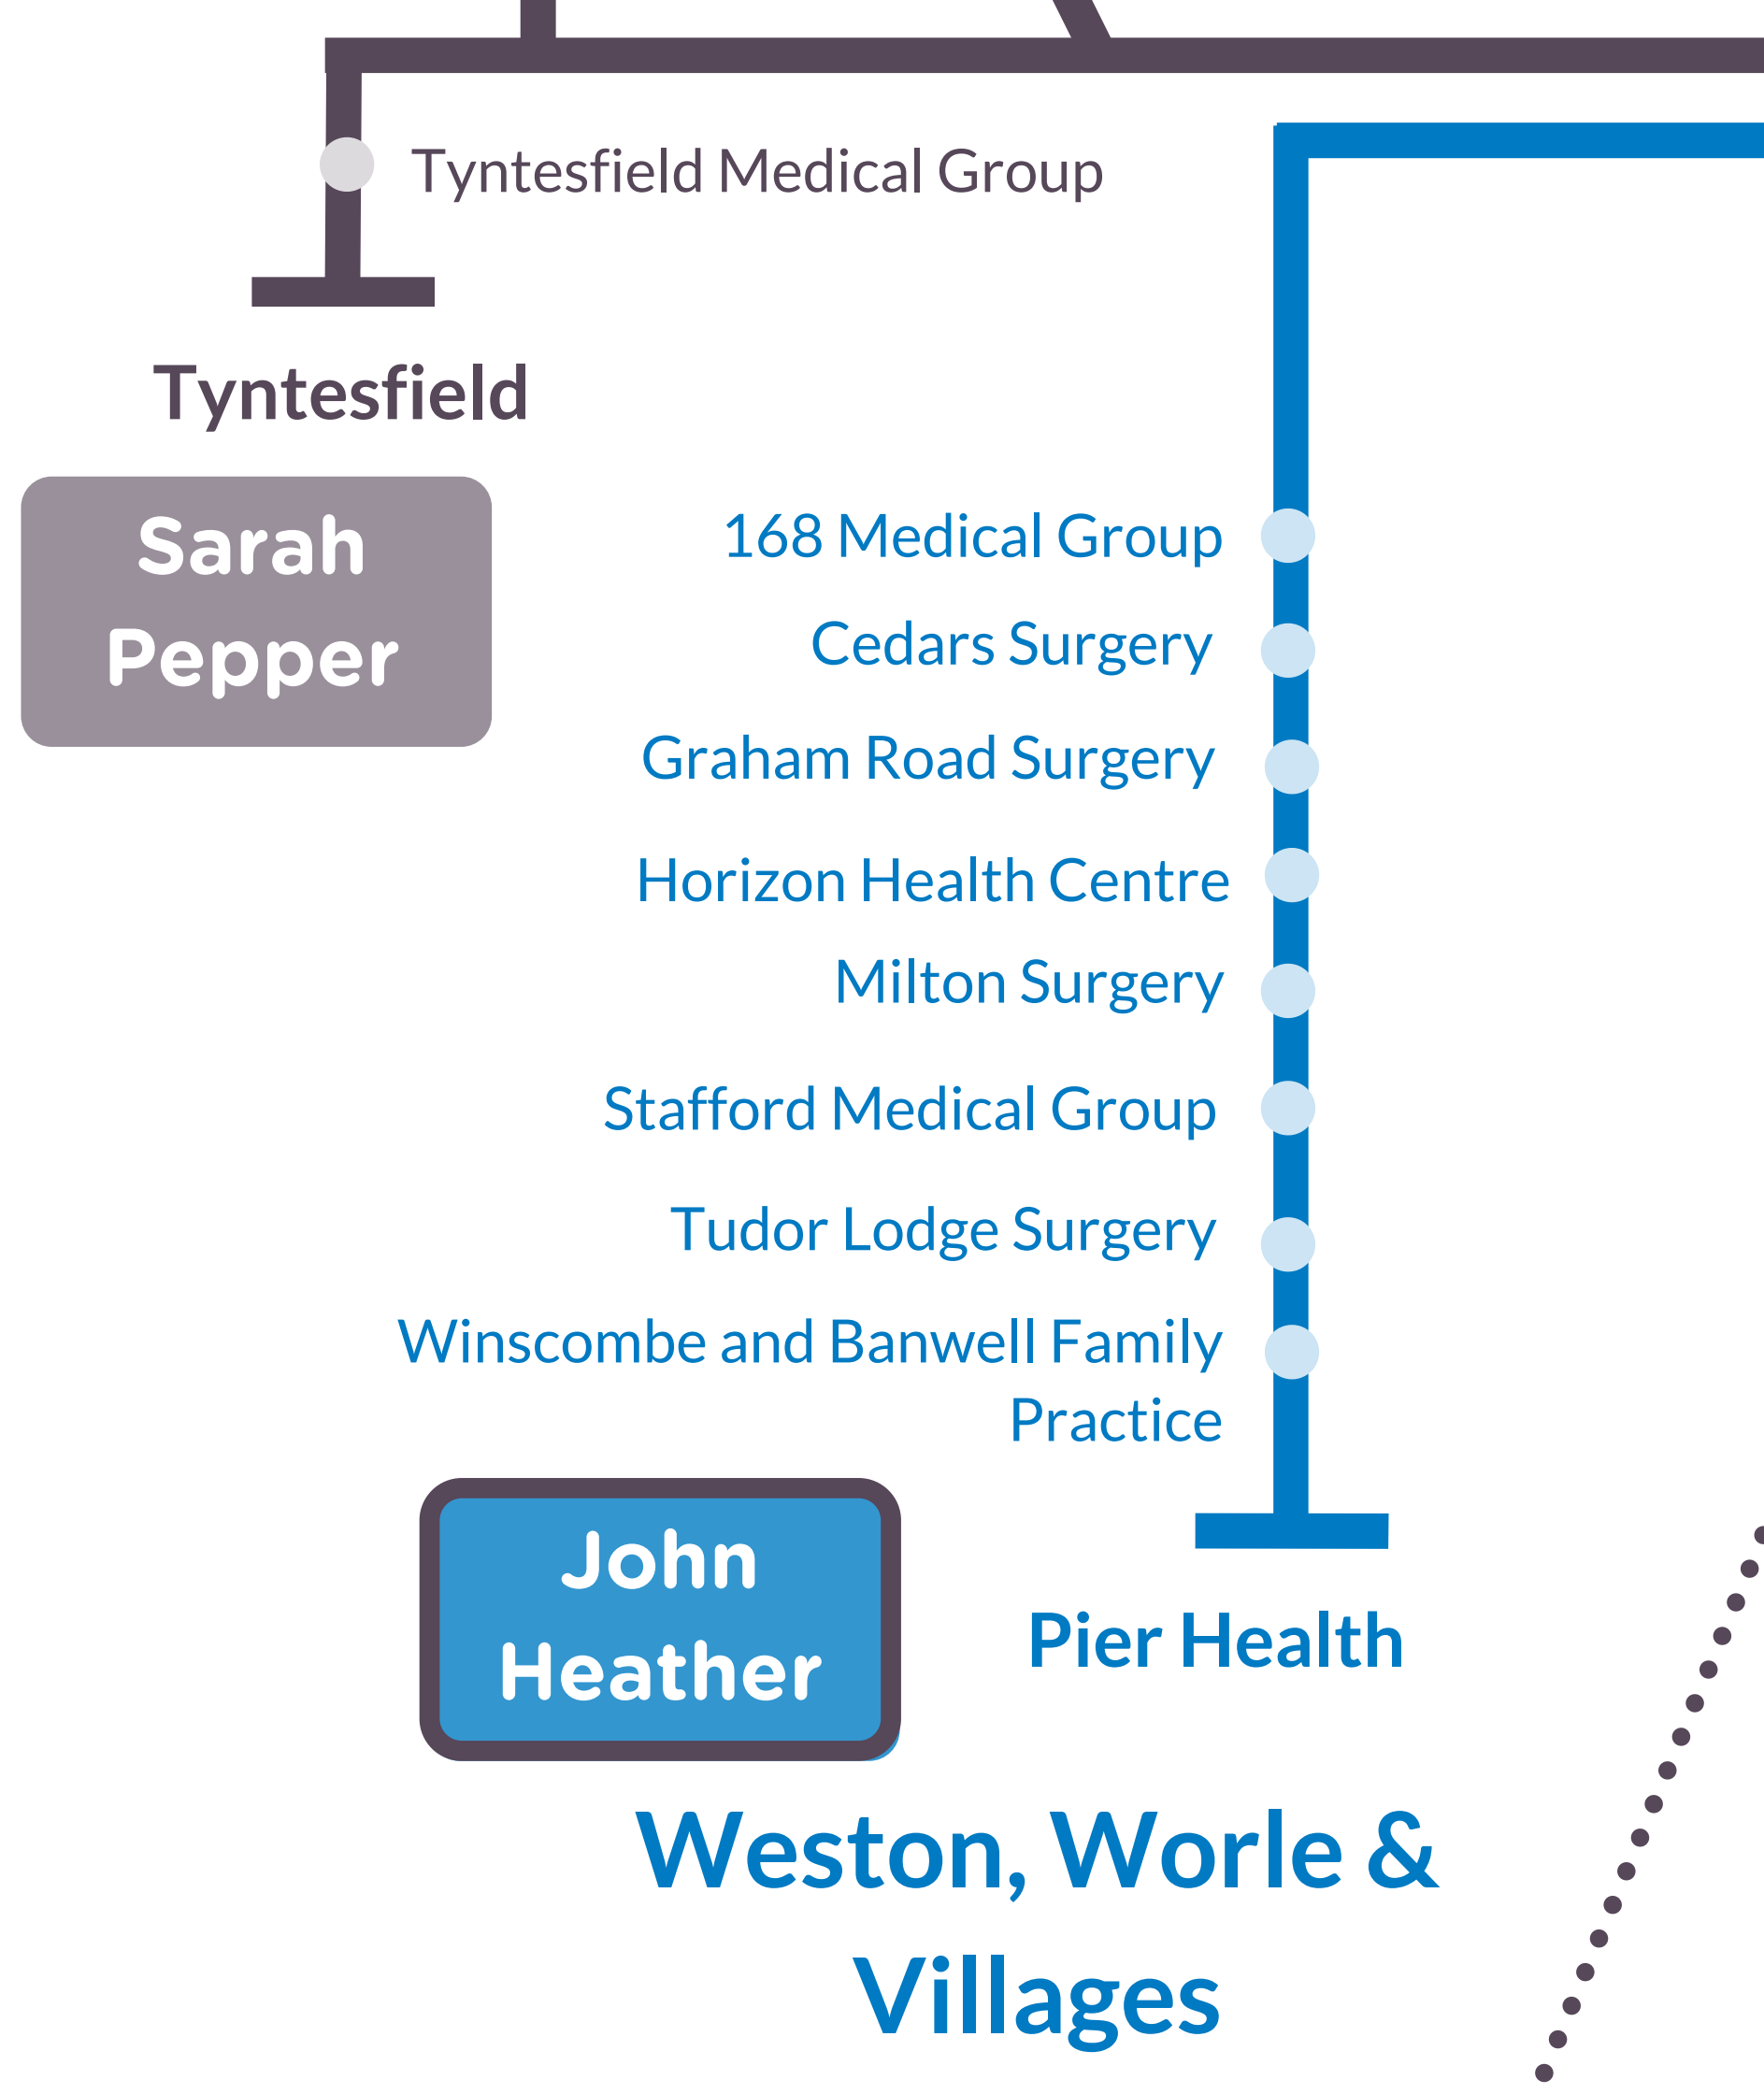 Tyntesfield Medical Group
Tyntesfield
Sarah
Pepper
168 Medical Group
Cedars Surgery
Graham Road Surgery
Horizon Health Centre
Milton Surgery
Stafford Medical Group
Tudor Lodge Surgery
Winscombe and Banwell Family
Practice
John
Heather
Pier Health
Weston, Worle &
Villages